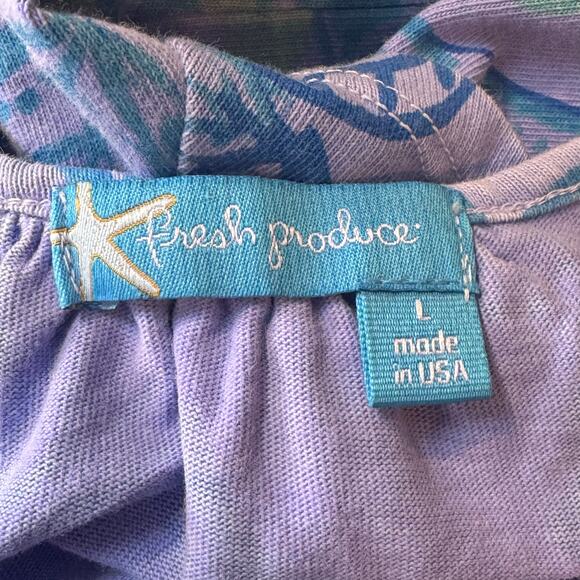 fresh produce
L
made
in USA